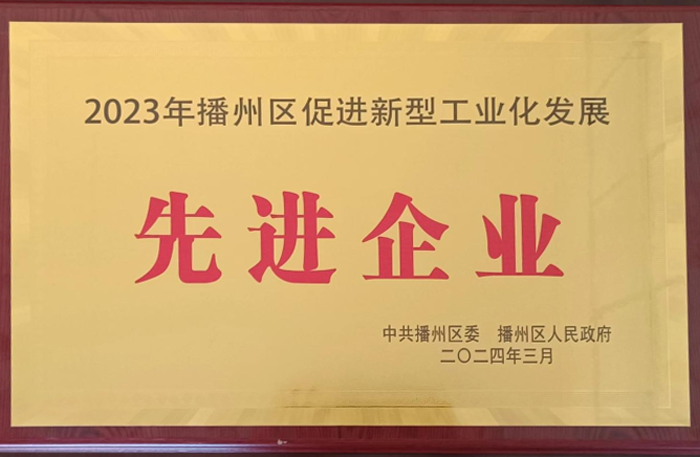 2023年播州区促进新型工业化发展
先进企业
中共播州区委 播州区人民政府
二〇二四年三月